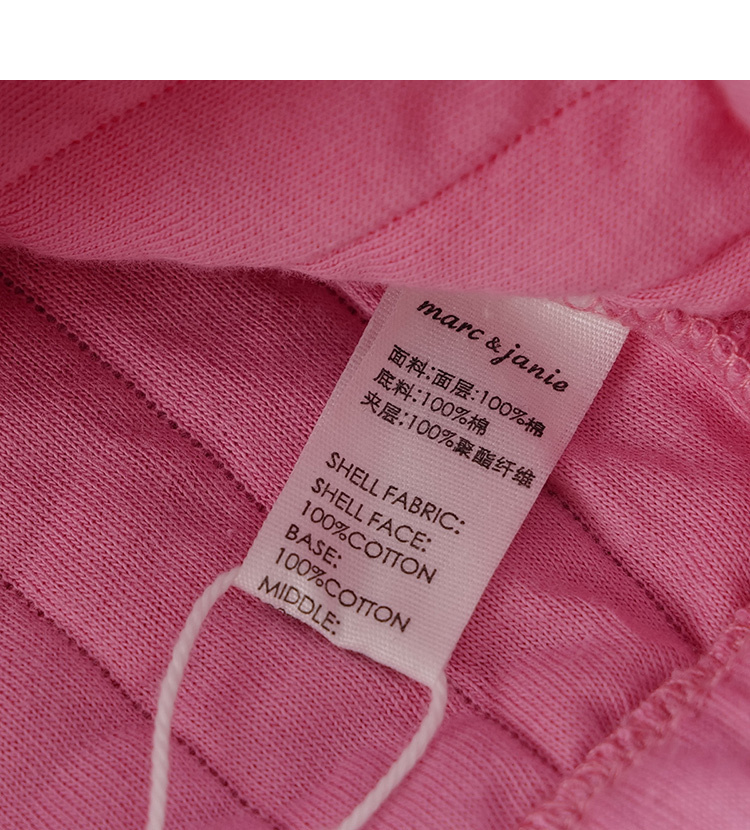 marc & janie
面料:面层:100%棉
底料:100%棉
夹层:100%聚酯纤维
SHELL FABRIC:
SHELL FACE:
100%COTTON
BASE:
100%COTTON
MIDDLE: